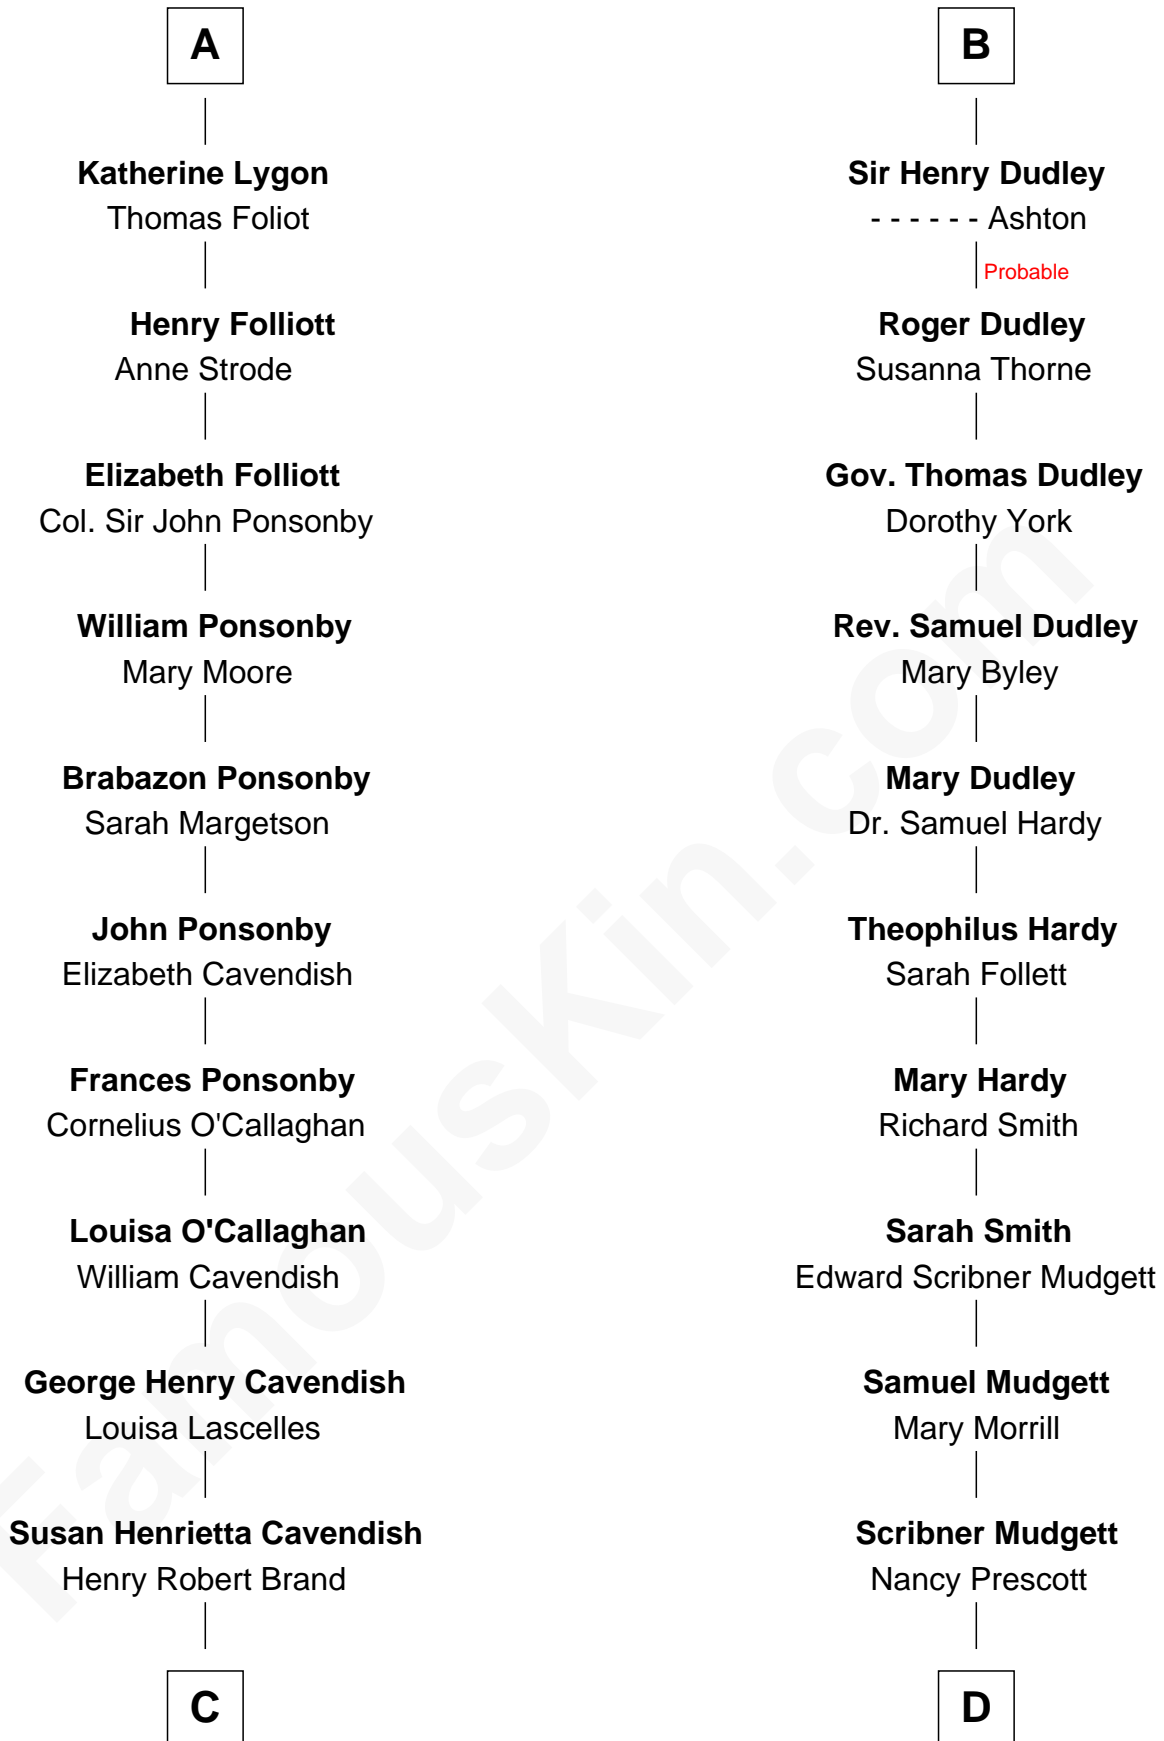 A
Katherine Lygon
Thomas Foliot
Henry Folliott
Anne Strode
Elizabeth Folliott
Col. Sir John Ponsonby
William Ponsonby
Mary Moore
Brabazon Ponsonby
Sarah Margetson
John Ponsonby
Elizabeth Cavendish
Frances Ponsonby
Cornelius O'Callaghan
Louisa O'Callaghan
William Cavendish
George Henry Cavendish
Louisa Lascelles
Susan Henrietta Cavendish
Henry Robert Brand
C
B
Sir Henry Dudley
- - - - - - Ashton
Probable
Roger Dudley
Susanna Thorne
Gov. Thomas Dudley
Dorothy York
Rev. Samuel Dudley
Mary Byley
Mary Dudley
Dr. Samuel Hardy
Theophilus Hardy
Sarah Follett
Mary Hardy
Richard Smith
Sarah Smith
Edward Scribner Mudgett
Samuel Mudgett
Mary Morrill
Scribner Mudgett
Nancy Prescott
D
FamousKin.com